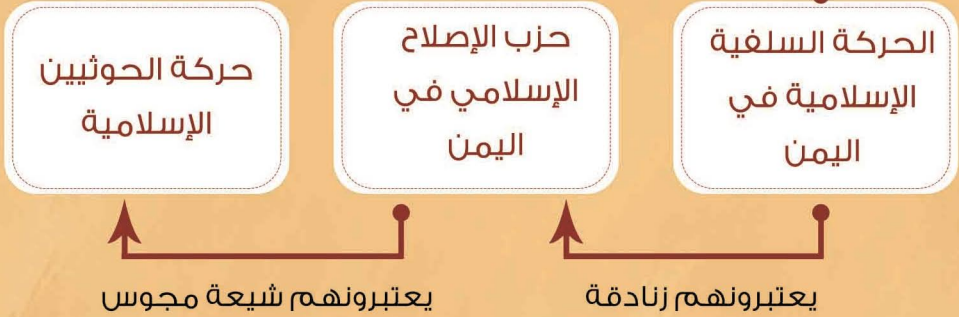 الحركة السلفية
الإسلامية في
اليمن
حزب الإصلاح
الإسلامي في
اليمن
حركة الحوثيين
الإسلامية
يعتبرونهم زنادقة
يعتبرونهم شيعة مجوس